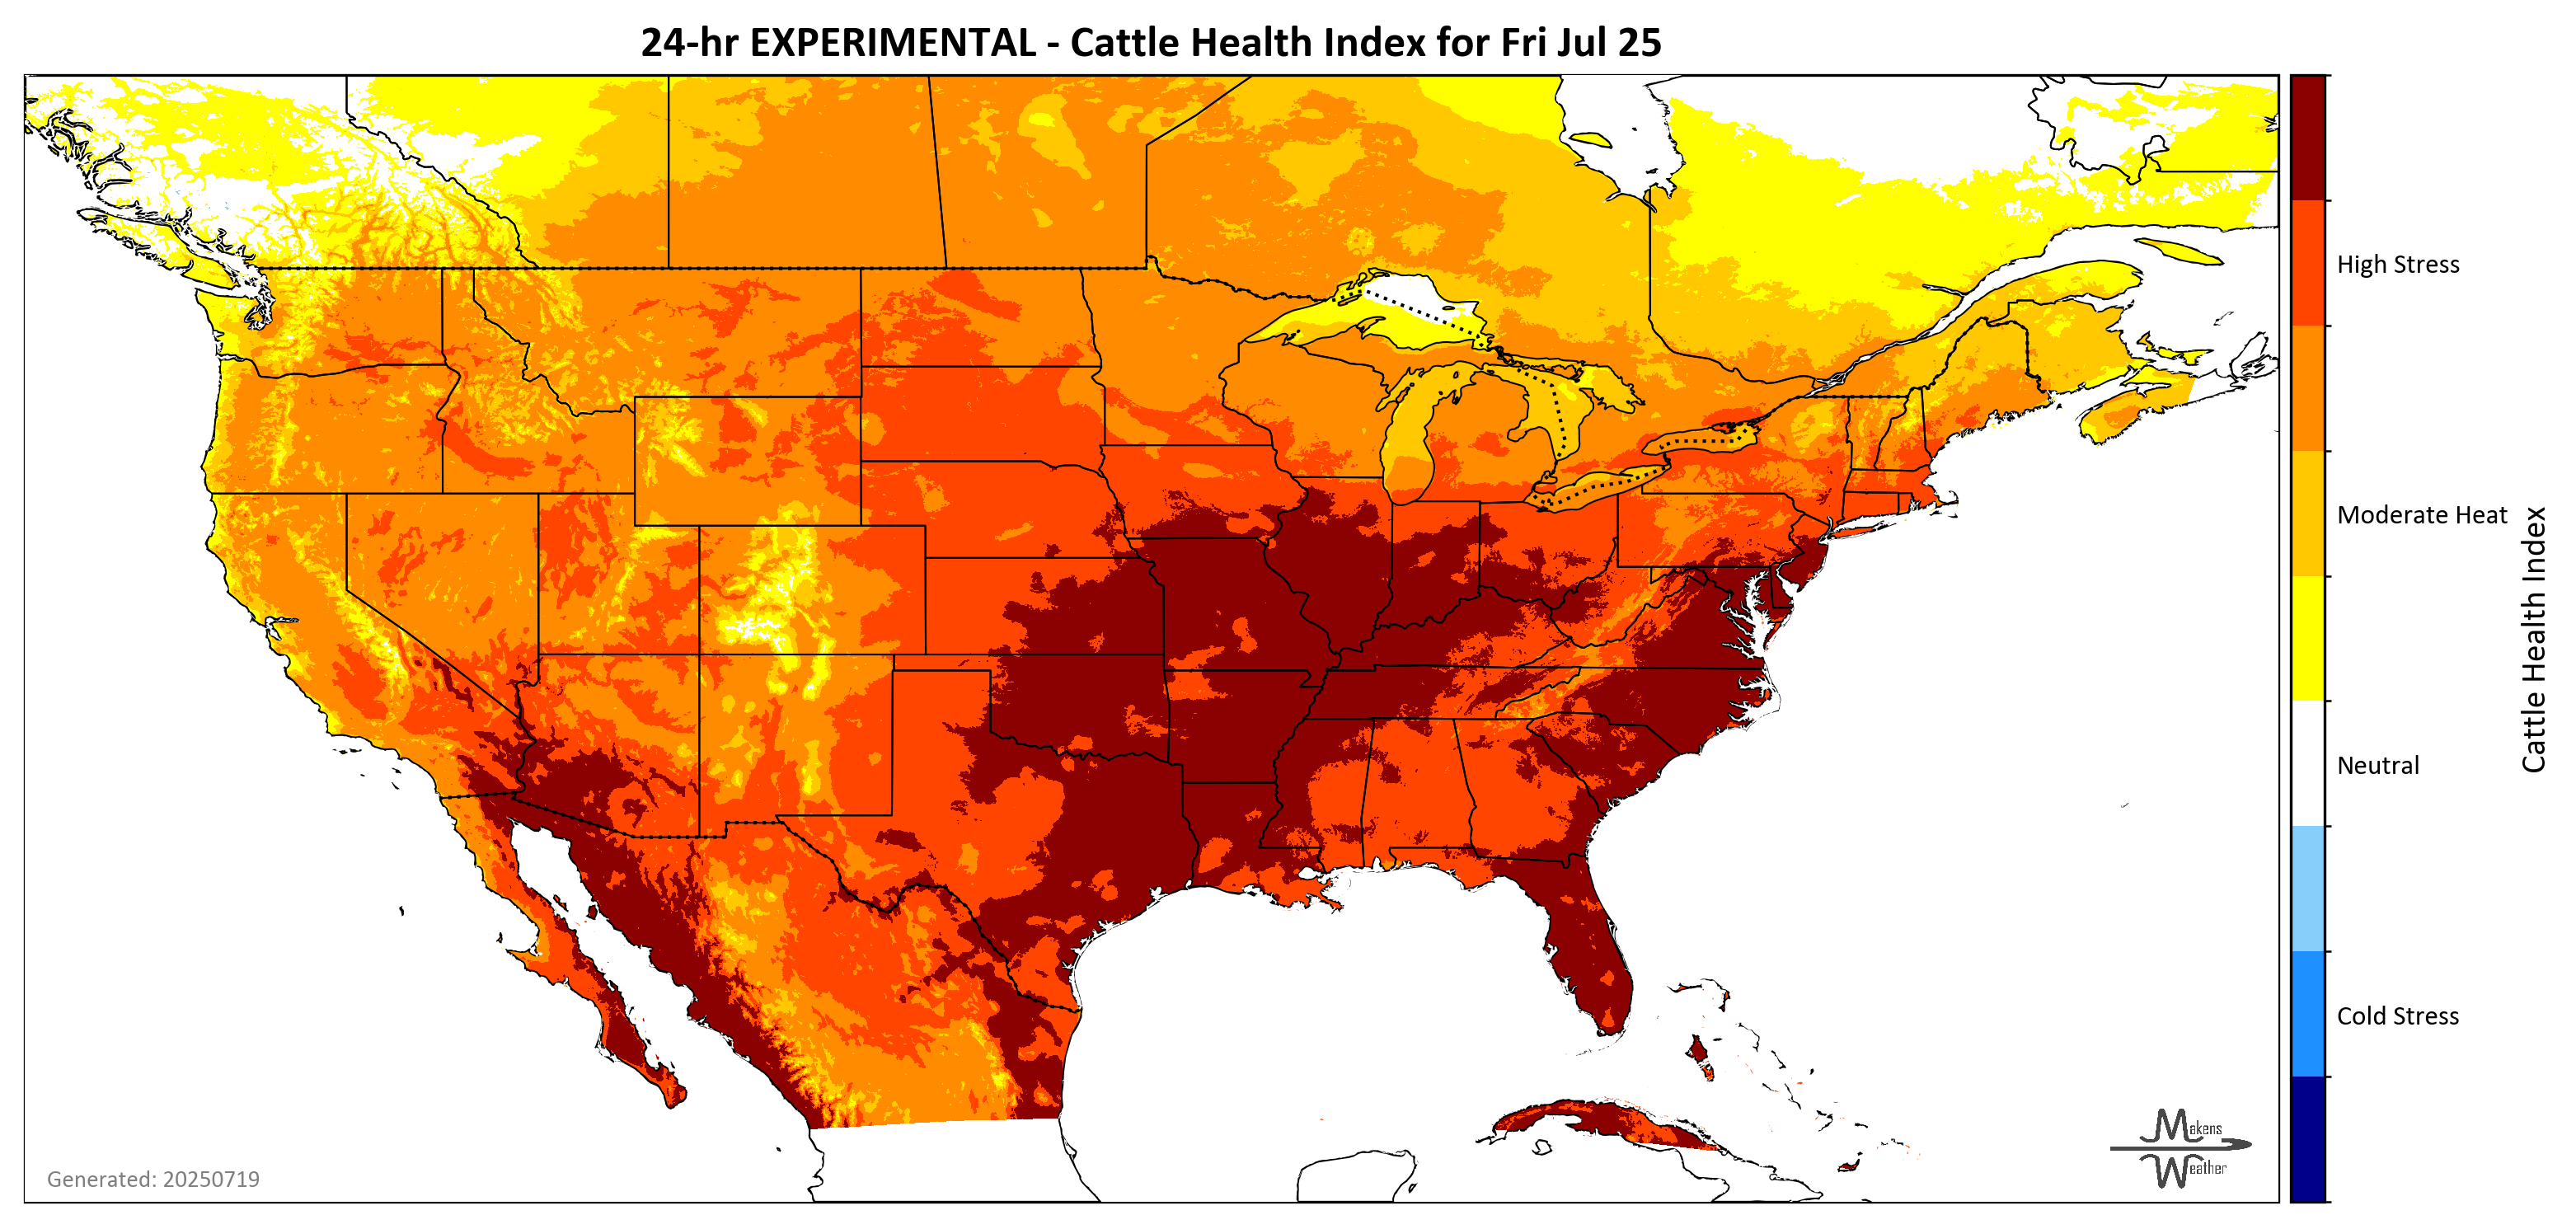 24-hr EXPERIMENTAL - Cattle Health Index for Fri Jul 25
High Stress
Moderate Heat
Neutral
Cold Stress
Cattle Health Index
Generated: 20250719
Makens
Weather